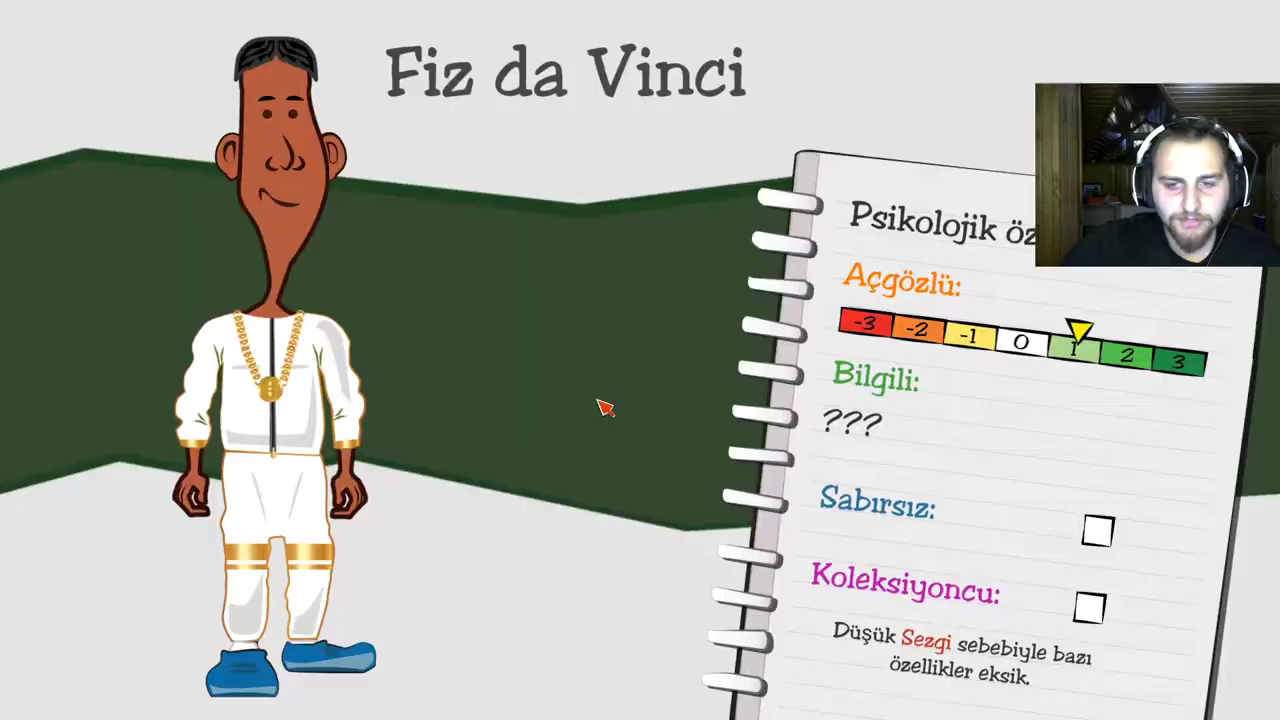 Fiz da Vinci
Psikolojik öz
Açgözlü:
-3 -2 -1 0 1 2 3
Bilgili:
???
Sabırsız:
Koleksiyoncu:
Düşük Sezgi sebebiyle bazı
özellikler eksik.